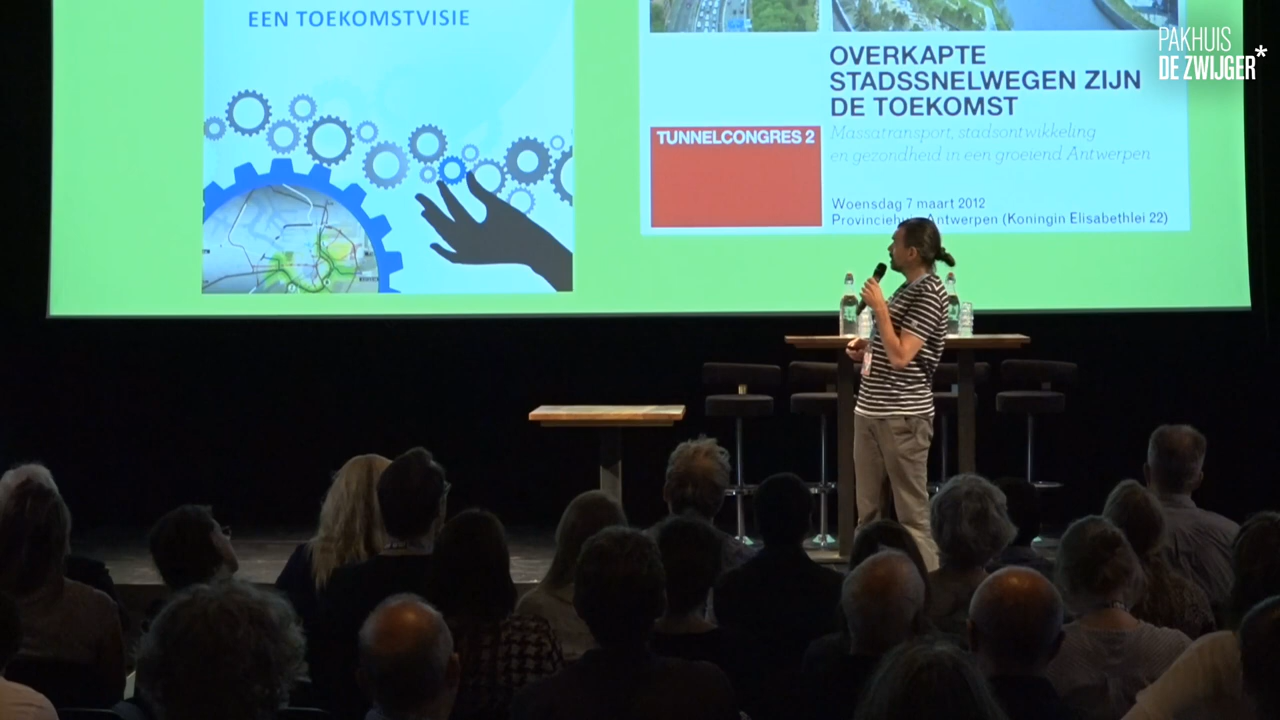 EEN TOEKOMSTVISIE
OVERKAPTE
STADSSNELWEGEN ZIJN
DE TOEKOMST
TUNNELCONGRES 2
Massatransport, stadsontwikkeling
en gezondheid in een groeiend Antwerpen
Woensdag 7 maart 2012
Provinciehuis Antwerpen (Koningin Elisabethlei 22)
PAKHUIS
DE ZWIJGER*